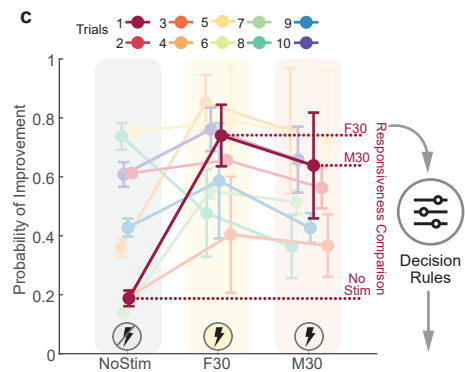 c
Trials 1 3 5 7 9
2 4 6 8 10
Probability of Improvement
1
0.8
0.6
0.4
0.2
0
NoStim F30 M30
F30
M30
No
Stim
Responsiveness Comparison
Decision
Rules